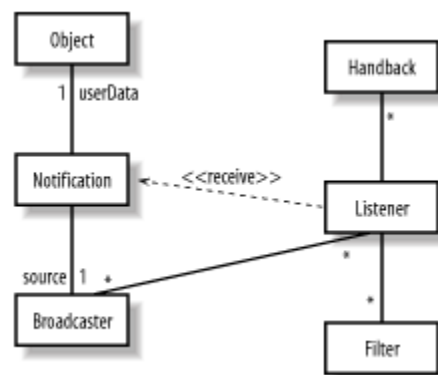 Object
Handback
1 userData
*
Notification
<<receive>>
Listener
source 1 *
*
*
Broadcaster
Filter